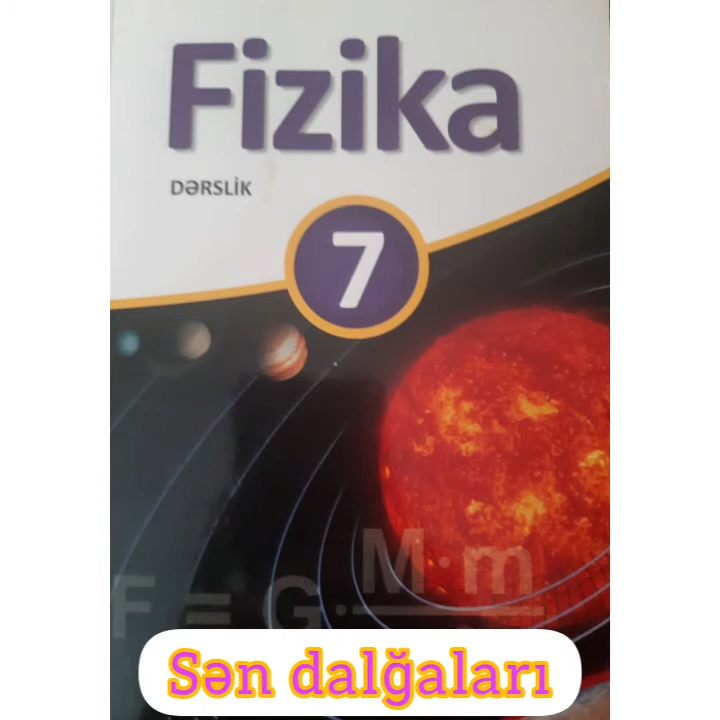 Fizika
DƏRSLİK
7
M·m
F = G·
Sən dalğaları